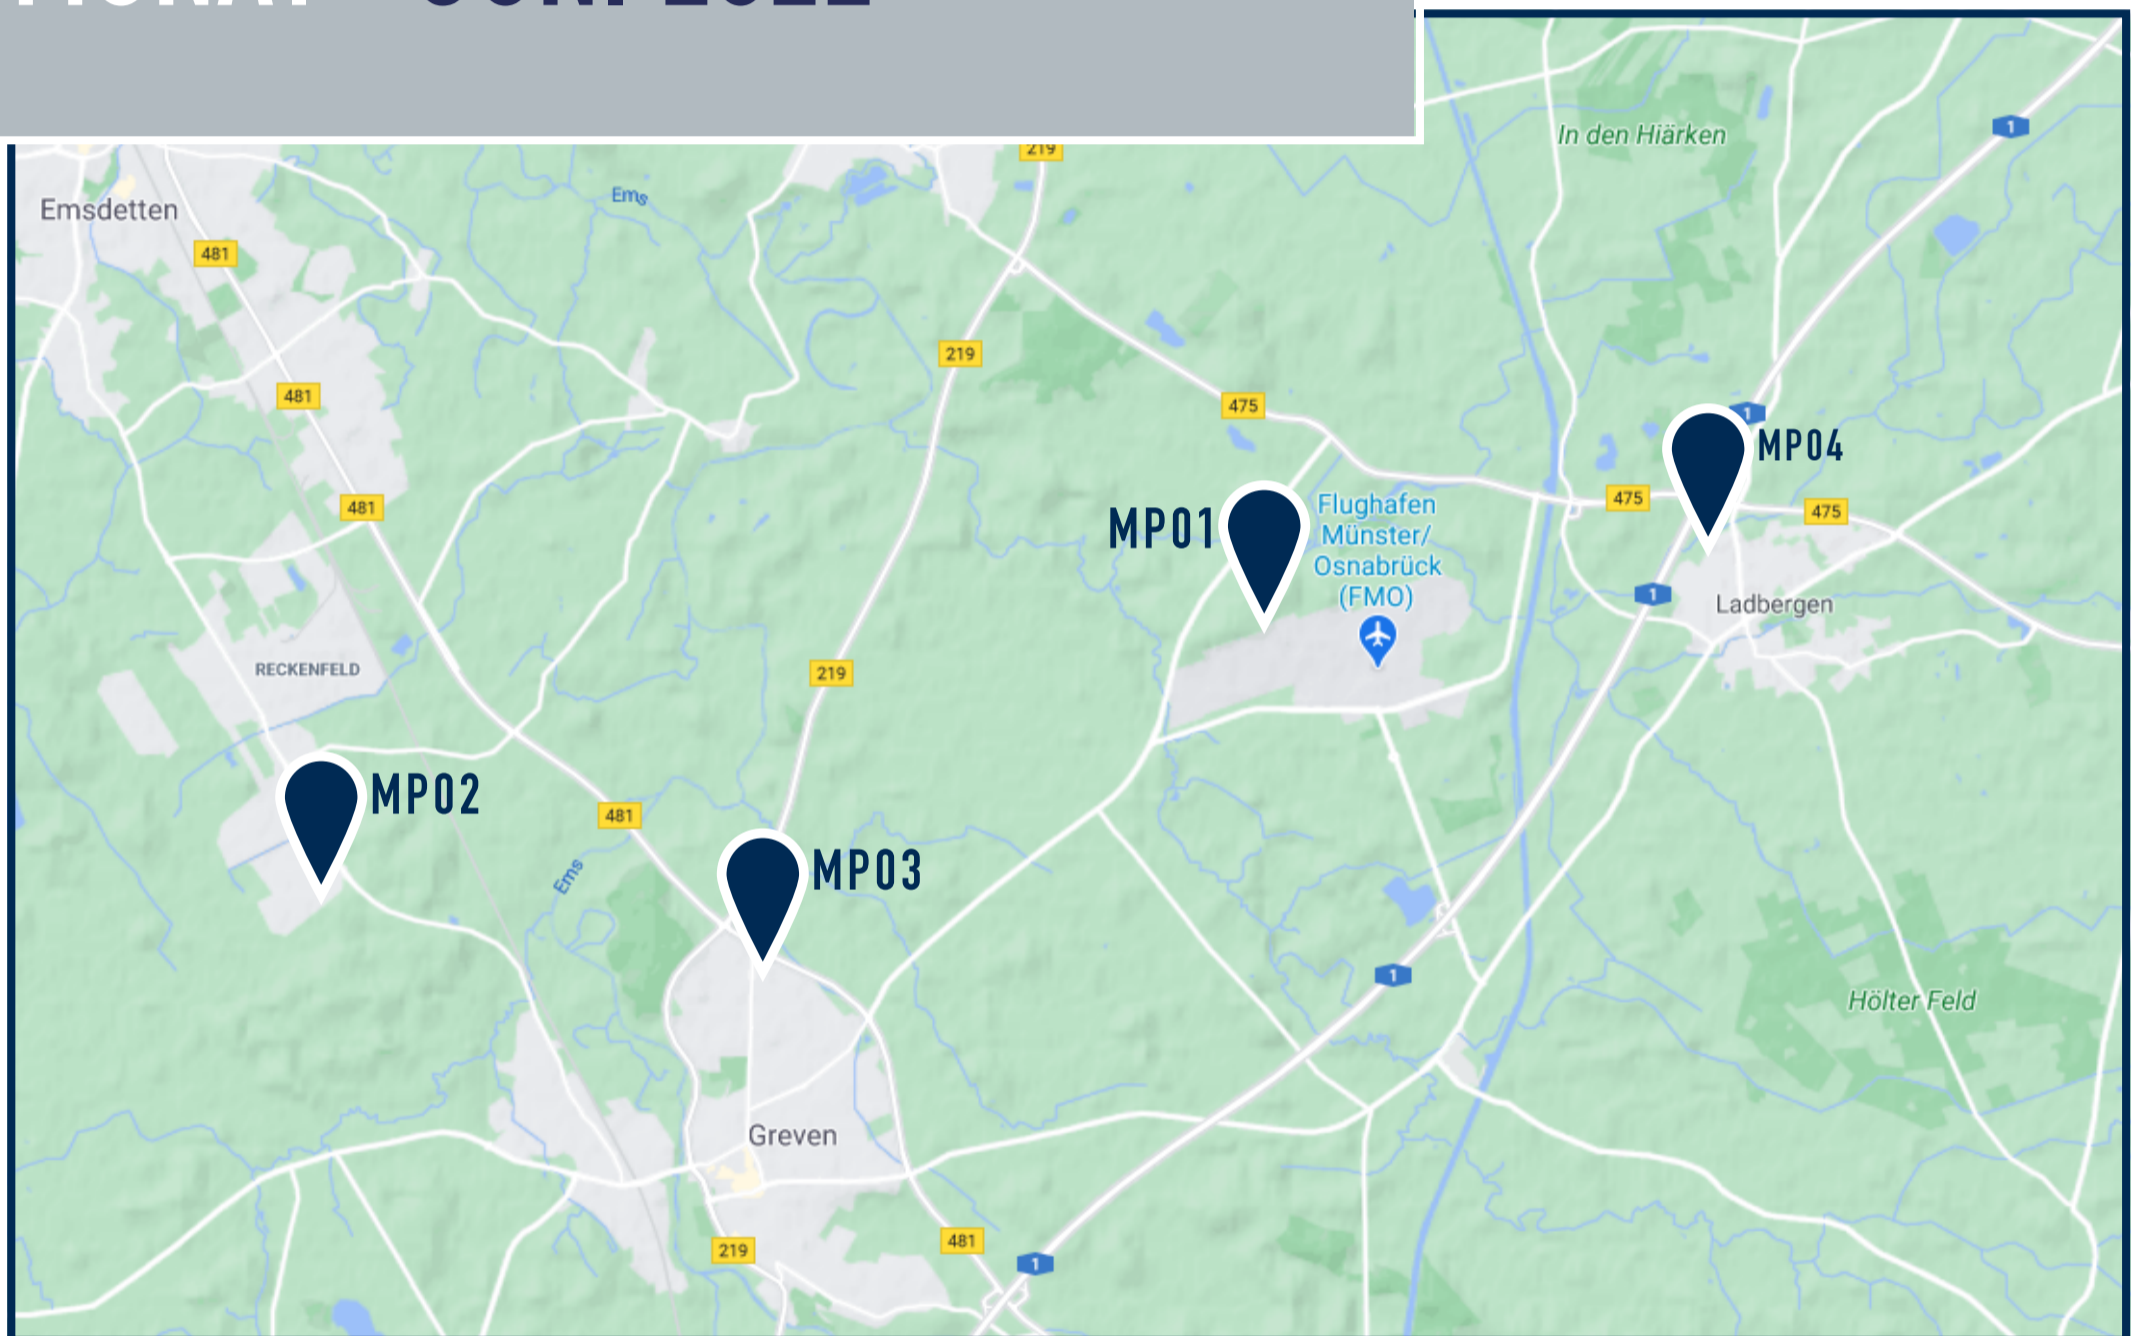 219
In den Hiärken
1
Emsdetten
Ems
481
219
481
475
1
MP04
481
475
475
MP01
Flughafen
Münster/
Osnabrück
(FMO)
1
Ladbergen
RECKENFELD
219
MP02
481
MP03
Ems
1
Hölter Feld
Greven
219
481
1